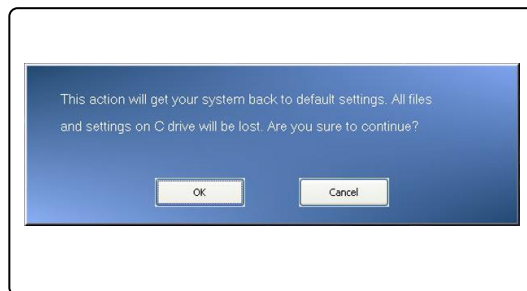 This action will get your system back to default settings. All files
and settings on C drive will be lost. Are you sure to continue?
OK
Cancel